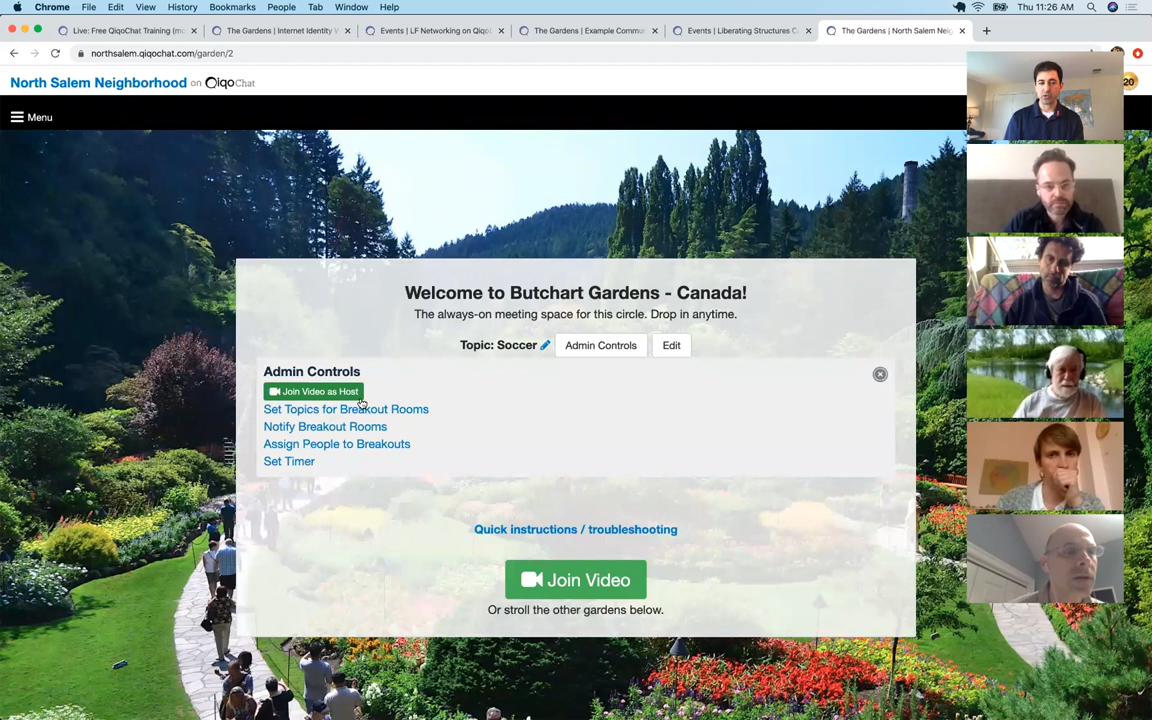 Chrome File Edit View History Bookmarks People Tab Window Help Thu 11:26 AM
Live: Free QiqoChat Training (mo
The Gardens | Internet Identity W
Events | LF Networking on Qiqo
The Gardens | Example Commu
Events | Liberating Structures C
The Gardens | North Salem Neig
northsalem.qiqochat.com/garden/2
North Salem Neighborhood on QiqoChat
20
Menu
Welcome to Butchart Gardens - Canada!
The always-on meeting space for this circle. Drop in anytime.
Topic: Soccer Admin Controls Edit
Admin Controls
Join Video as Host
Set Topics for Breakout Rooms
Notify Breakout Rooms
Assign People to Breakouts
Set Timer
Quick instructions / troubleshooting
Join Video
Or stroll the other gardens below.